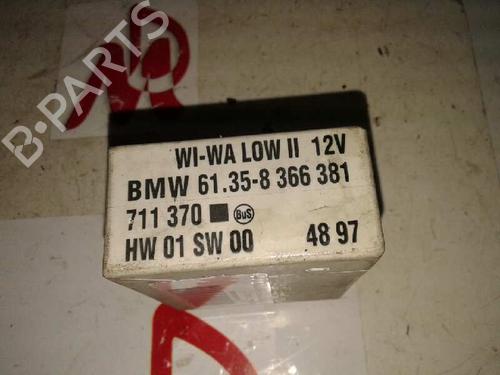 B-PARTS
WI-WA LOW II 12V
BMW 61.35-8 366 381
711 370 BuS
HW 01 SW 00 48 97